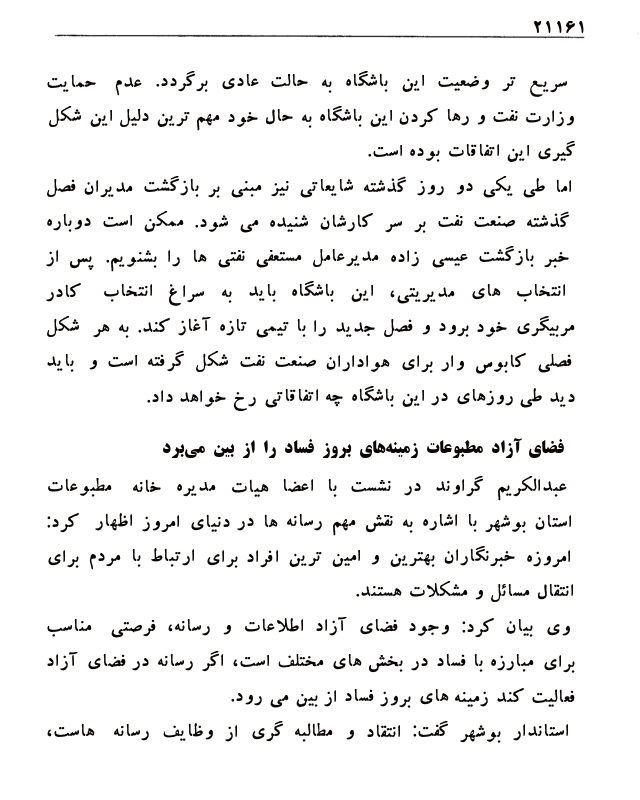 ۲۱۱۶۱
سریع تر وضعیت این باشگاه به حالت عادی برگردد. عدم حمایت
وزارت نفت و رها کردن این باشگاه به حال خود مهم ترین دلیل این شکل
گیری این اتفاقات بوده است.
اما طی یکی دو روز گذشته شایعاتی نیز مبنی بر بازگشت مدیران فصل
گذشته صنعت نفت بر سر کارشان شنیده می شود. ممکن است دوباره
خبر بازگشت عیسی زاده مدیرعامل مستعفی نفتی ها را بشنویم. پس از
انتخاب های مدیریتی، این باشگاه باید به سراغ انتخاب کادر
مربیگری خود برود و فصل جدید را با تیمی تازه آغاز کند. به هر شکل
فصلی کابوس وار برای هواداران صنعت نفت شکل گرفته است و باید
دید طی روزهای در این باشگاه چه اتفاقاتی رخ خواهد داد.
فضای آزاد مطبوعات زمینه‌های بروز فساد را از بین می‌برد
عبدالکریم گراوند در نشست با اعضا هیات مدیره خانه مطبوعات
استان بوشهر با اشاره به نقش مهم رسانه ها در دنیای امروز اظهار کرد:
امروزه خبرنگاران بهترین و امین ترین افراد برای ارتباط با مردم برای
انتقال مسائل و مشکلات هستند.
وی بیان کرد: وجود فضای آزاد اطلاعات و رسانه، فرصتی مناسب
برای مبارزه با فساد در بخش های مختلف است، اگر رسانه در فضای آزاد
فعالیت کند زمینه های بروز فساد از بین می رود.
استاندار بوشهر گفت: انتقاد و مطالبه گری از وظایف رسانه هاست،